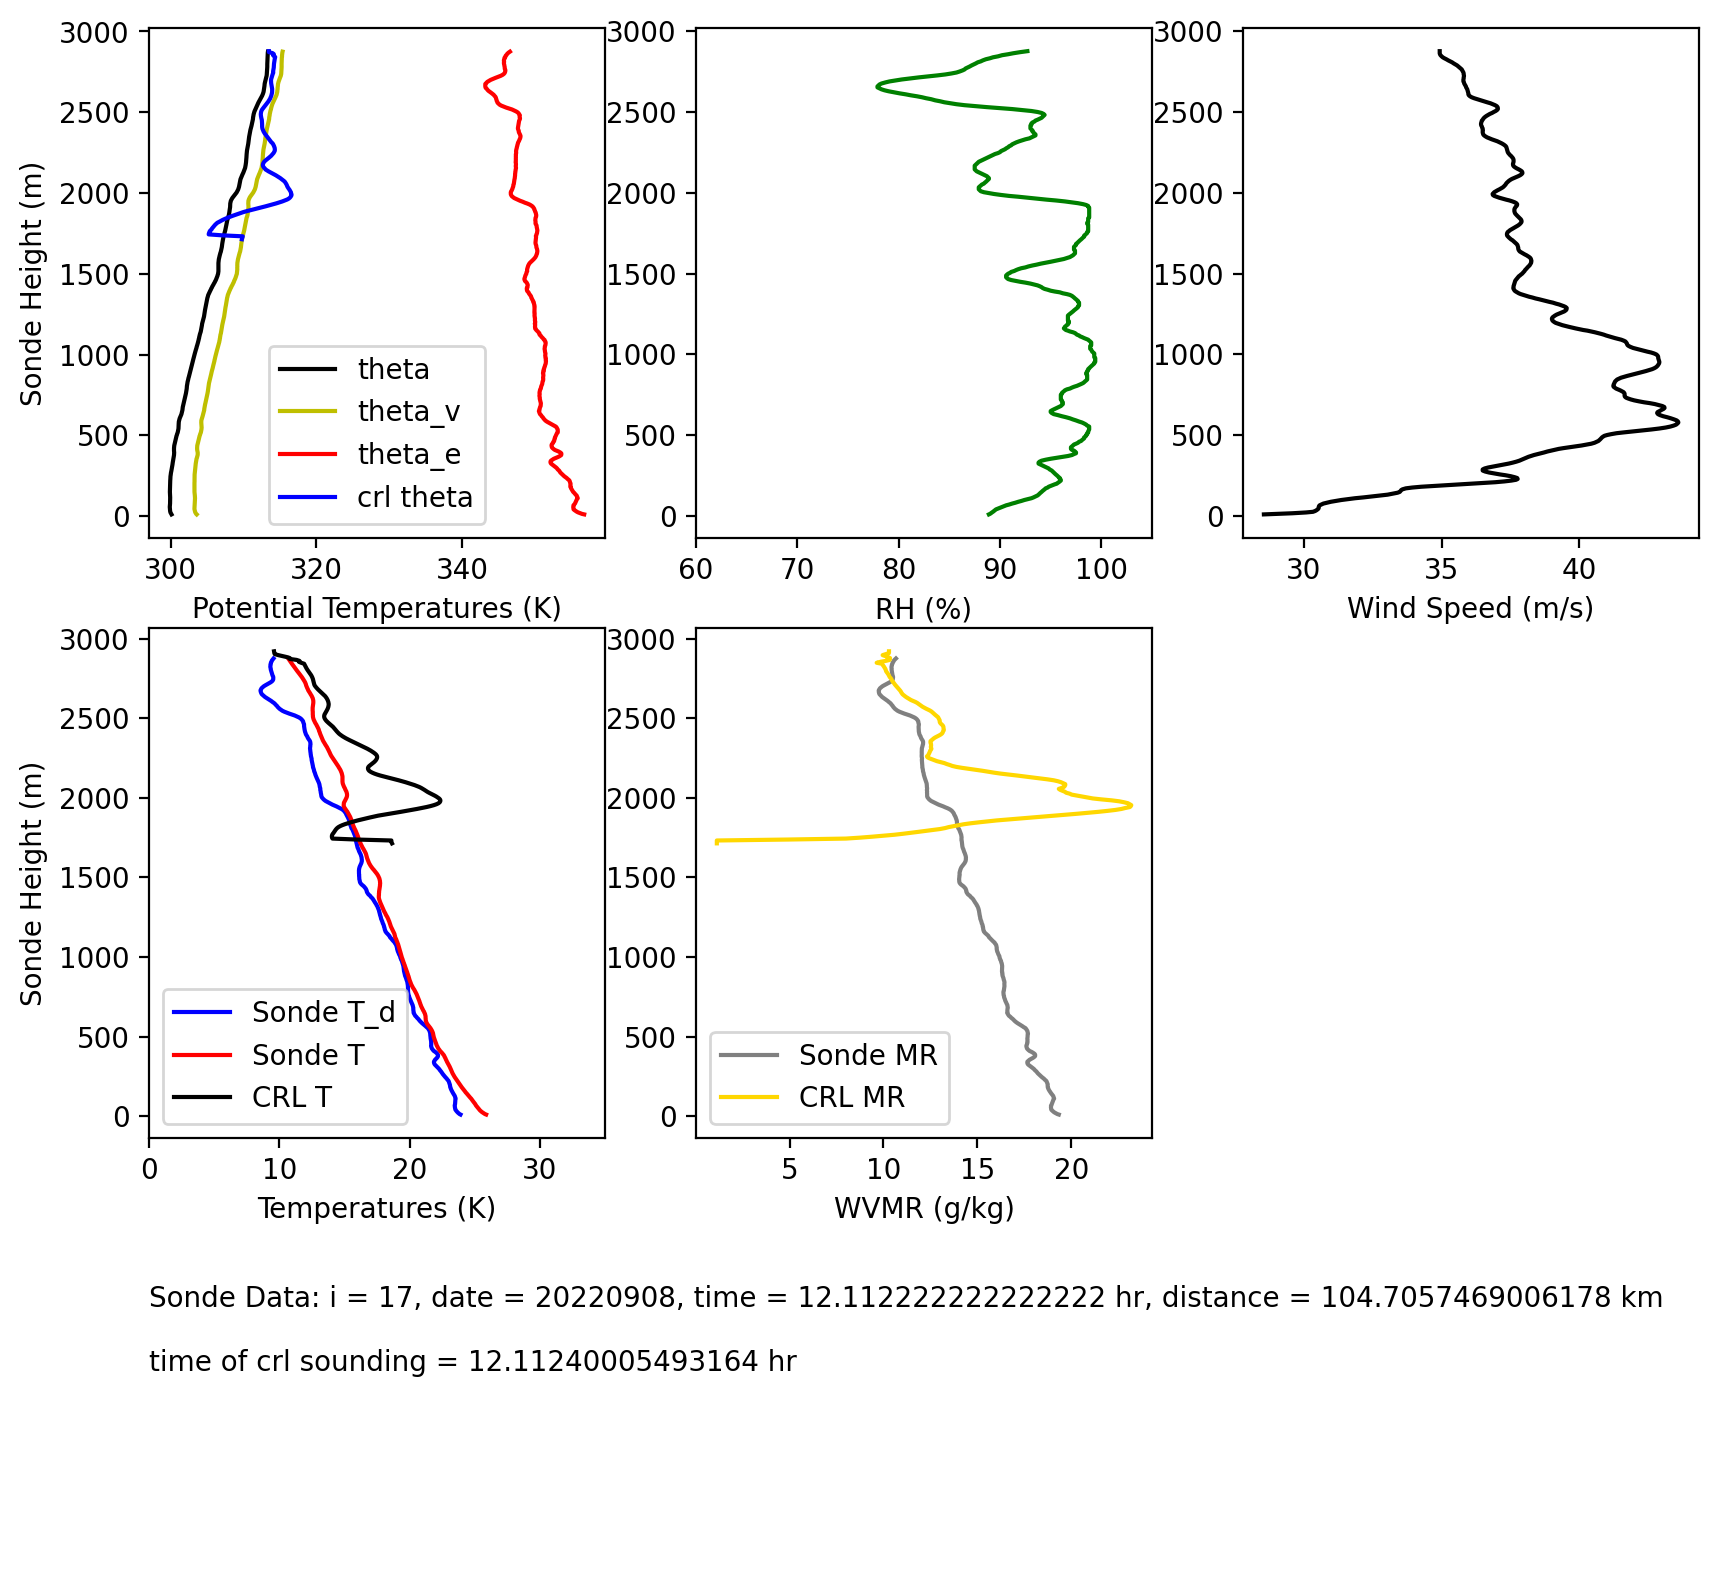 3000
2500
2000
1500
1000
500
0
Sonde Height (m)
theta
theta_v
theta_e
crl theta
300 320 340
Potential Temperatures (K)
3000
2500
2000
1500
1000
500
0
60 70 80 90 100
RH (%)
3000
2500
2000
1500
1000
500
0
30 35 40
Wind Speed (m/s)
3000
2500
2000
1500
1000
500
0
Sonde Height (m)
Sonde T_d
Sonde T
CRL T
0 10 20 30
Temperatures (K)
3000
2500
2000
1500
1000
500
0
Sonde MR
CRL MR
5 10 15 20
WVMR (g/kg)
Sonde Data: i = 17, date = 20220908, time = 12.112222222222222 hr, distance = 104.7057469006178 km
time of crl sounding = 12.11240005493164 hr